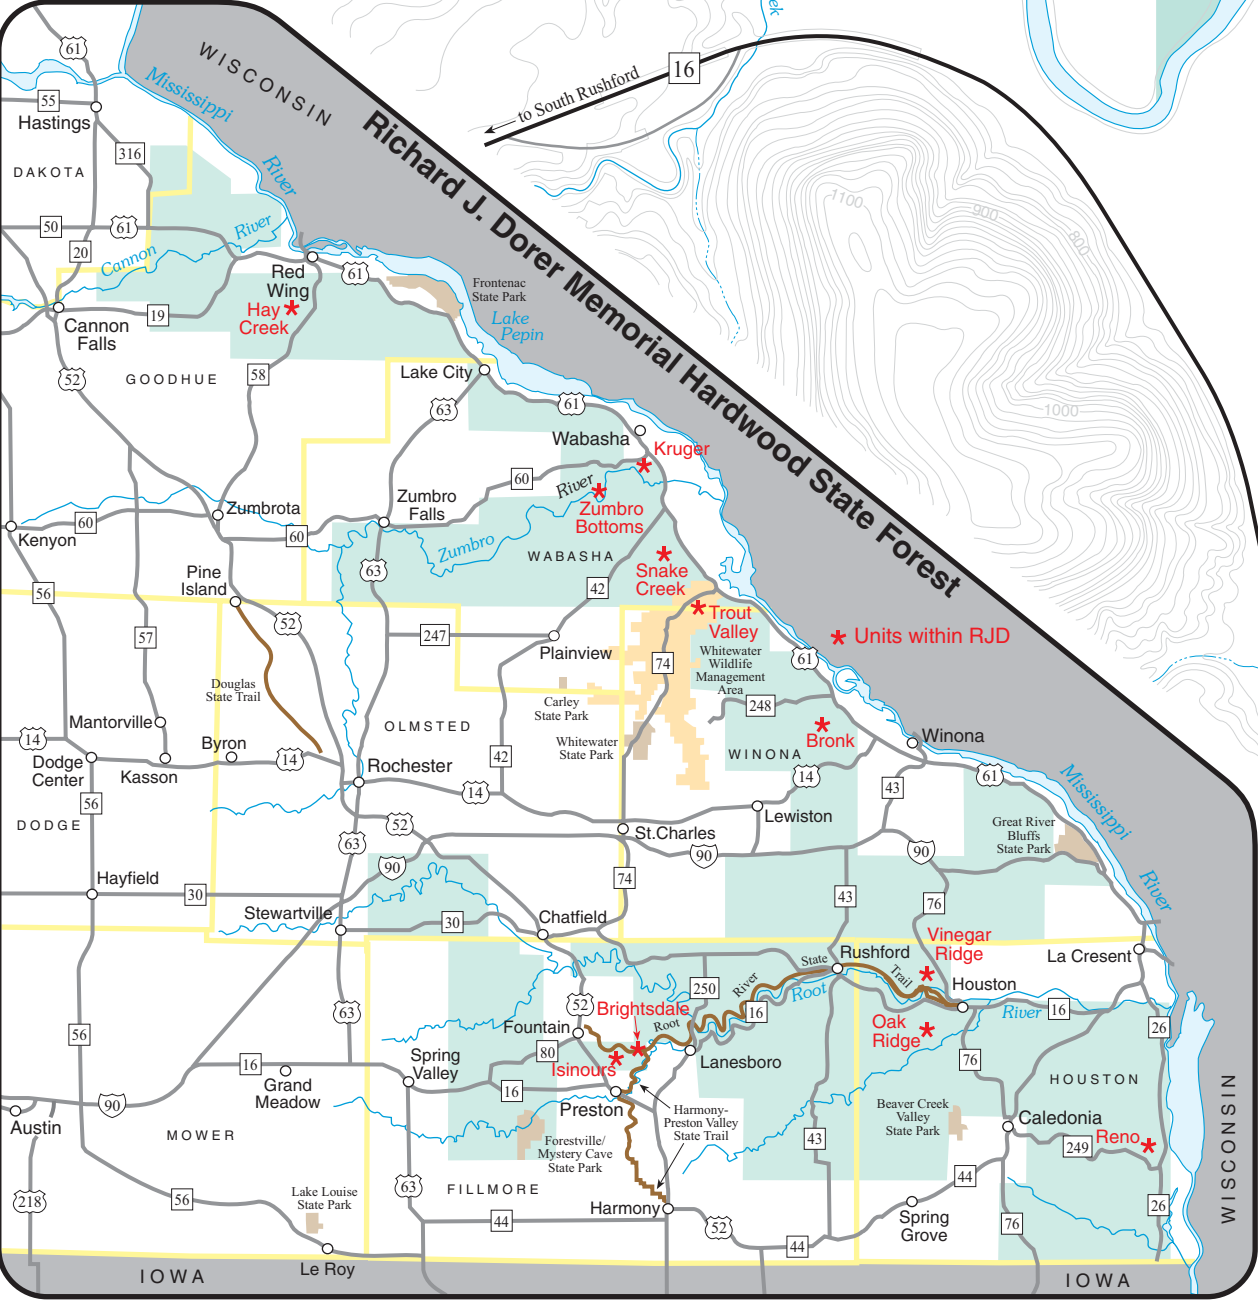 61
ek
16
to South Rushford
WISCONSIN
Mississippi
River
55
Hastings
316
DAKOTA
Richard J. Dorer Memorial Hardwood State Forest
1100
900
800
1000
50
61
20
Cannon
River
Red
Wing
61
Hay
Creek
Frontenac
State Park
Lake
Pepin
19
Cannon
Falls
52
GOODHUE
58
Lake City
63
61
Wabasha
Kruger
60
River
Zumbro
Bottoms
Zumbro
Falls
Zumbrota
60
Kenyon
60
Zumbro
WABASHA
63
Snake
Creek
42
Pine
Island
56
52
57
247
Plainview
Trout
Valley
Units within RJD
74
Whitewater
Wildlife
Management
Area
61
Douglas
State Trail
Carley
State Park
248
Mantorville
OLMSTED
Whitewater
State Park
Bronk
WINONA
Winona
14
Byron
14
Dodge
Center
Kasson
Rochester
42
14
14
61
43
Mississippi
River
56
DODGE
52
Lewiston
St.Charles
Great River
Bluffs
State Park
63
90
90
90
Hayfield
30
74
43
76
Stewartville
30
Chatfield
Vinegar
Ridge
Rushford
La Cresent
State
Trail
River
Root
250
Houston
52
Brightsdale
Root
16
River
16
63
Fountain
Oak
Ridge
26
56
80
Isinours
Lanesboro
76
16
Grand
Meadow
Spring
Valley
16
HOUSTON
90
Preston
Harmony-
Preston Valley
State Trail
Beaver Creek
Valley
State Park
Caledonia
Austin
MOWER
Forestville/
Mystery Cave
State Park
43
249
Reno
WISCONSIN
218
56
Lake Louise
State Park
63
FILLMORE
44
Harmony
44
52
Spring
Grove
26
76
44
Le Roy
IOWA
IOWA